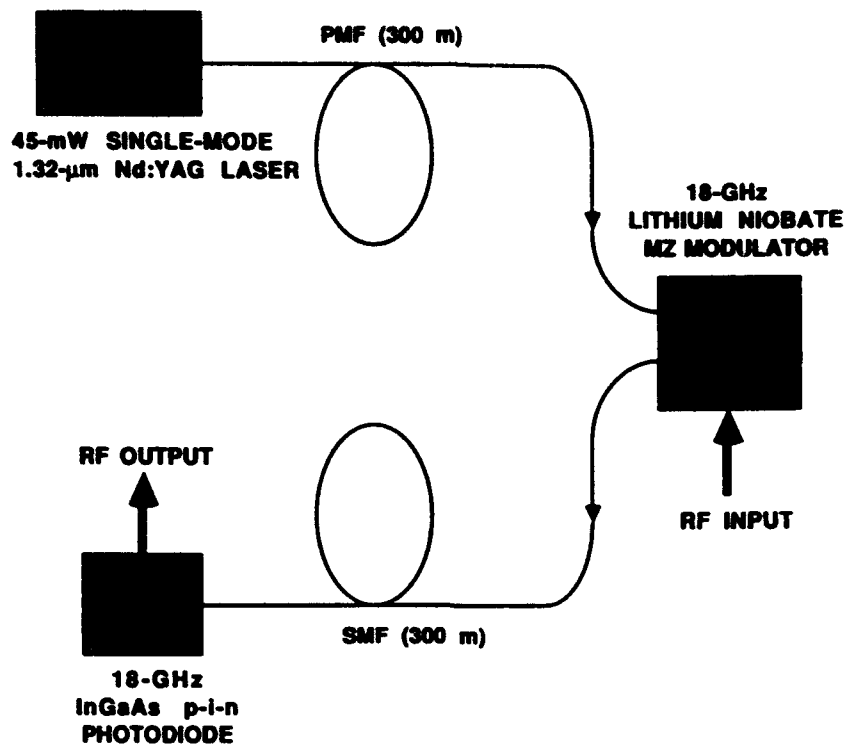 PMF (300 m)
45-mW SINGLE-MODE
1.32-μm Nd:YAG LASER
18-GHz
LITHIUM NIOBATE
MZ MODULATOR
RF OUTPUT
RF INPUT
SMF (300 m)
18-GHz
InGaAs p-i-n
PHOTODIODE